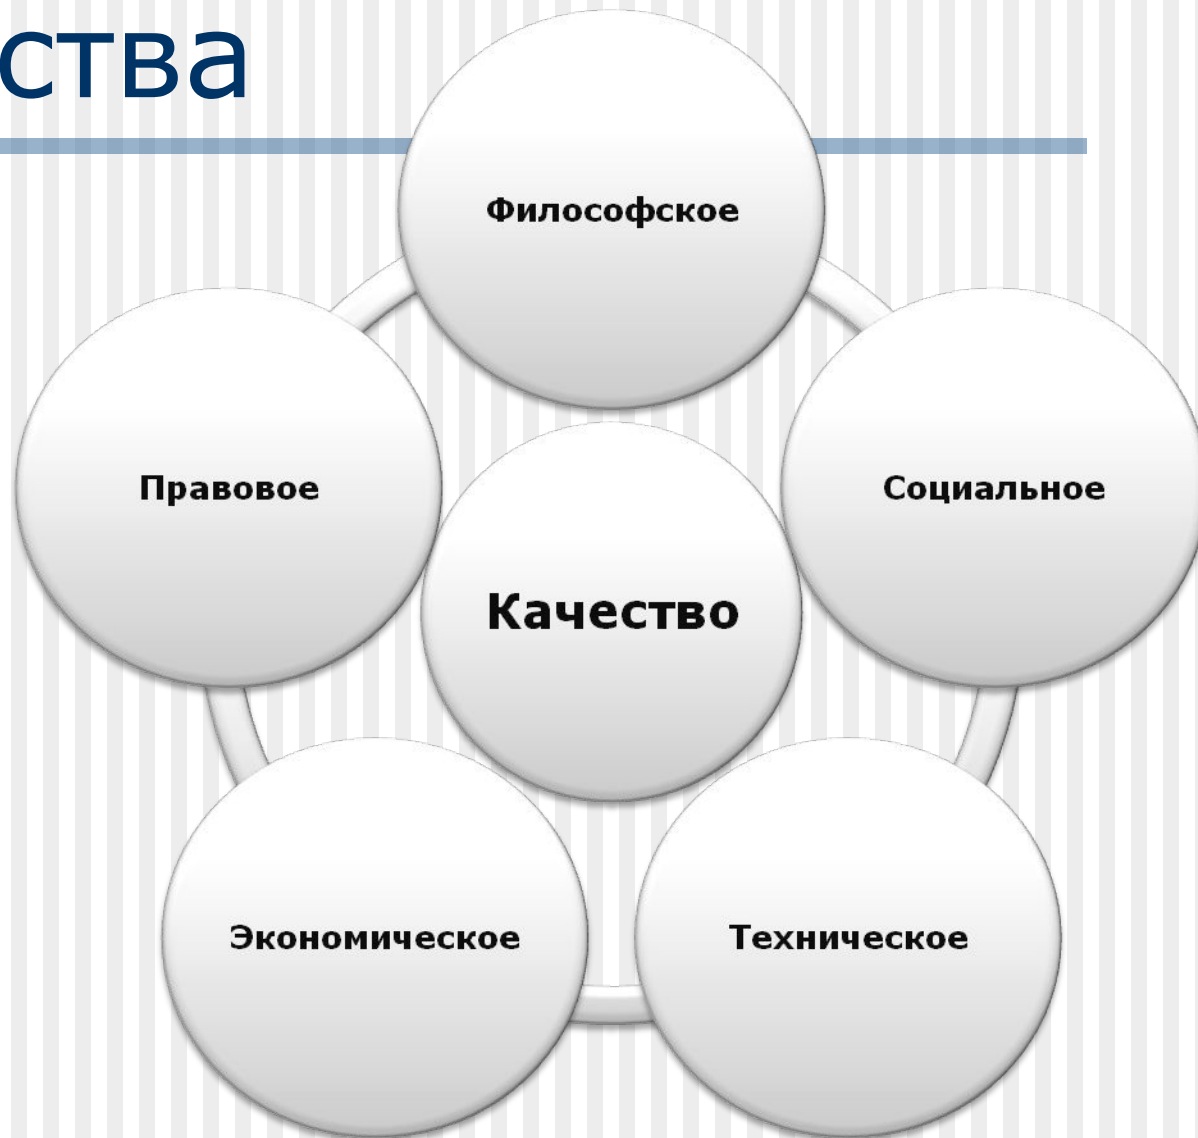 ства
Философское
Правовое
Социальное
Качество
Экономическое
Техническое